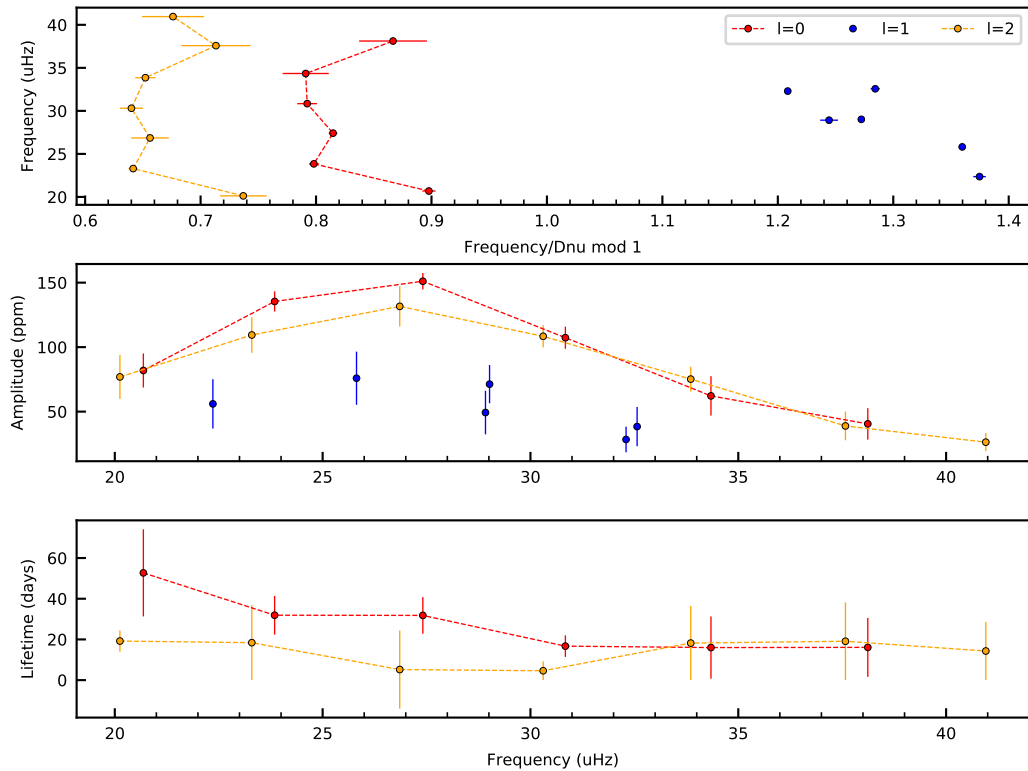 40
35
30
25
20
Frequency (uHz)
l=0 l=1 l=2
0.6 0.7 0.8 0.9 1.0 1.1 1.2 1.3 1.4
Frequency/Dnu mod 1
150
100
50
Amplitude (ppm)
20 25 30 35 40
60
40
20
0
Lifetime (days)
20 25 30 35 40
Frequency (uHz)